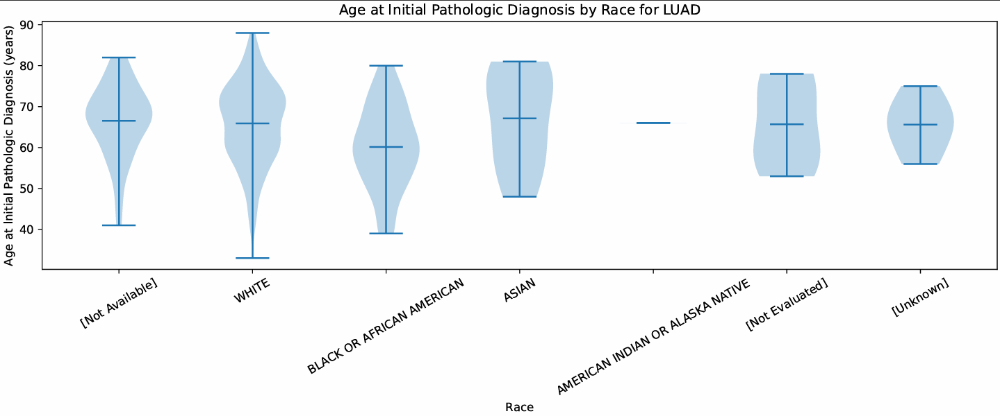 Age at Initial Pathologic Diagnosis by Race for LUAD
Age at Initial Pathologic Diagnosis (years)
90
80
70
60
50
40
[Not Available]
WHITE
BLACK OR AFRICAN AMERICAN
ASIAN
AMERICAN INDIAN OR ALASKA NATIVE
[Not Evaluated]
[Unknown]
Race